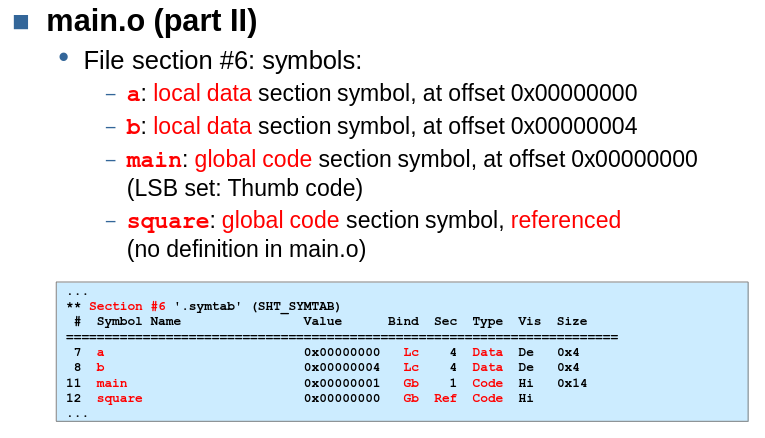 main.o (part II)
File section #6: symbols:
– a: local data section symbol, at offset 0x00000000
– b: local data section symbol, at offset 0x00000004
– main: global code section symbol, at offset 0x00000000
(LSB set: Thumb code)
– square: global code section symbol, referenced
(no definition in main.o)
...
** Section #6 '.symtab' (SHT_SYMTAB)
#  Symbol Name                Value       Bind  Sec  Type  Vis  Size
========================================================================
7  a                          0x00000000   Lc    4  Data  De   0x4
8  b                          0x00000004   Lc    4  Data  De   0x4
11  main                       0x00000001   Gb    1  Code  Hi   0x14
12  square                     0x00000000   Gb  Ref  Code  Hi
...